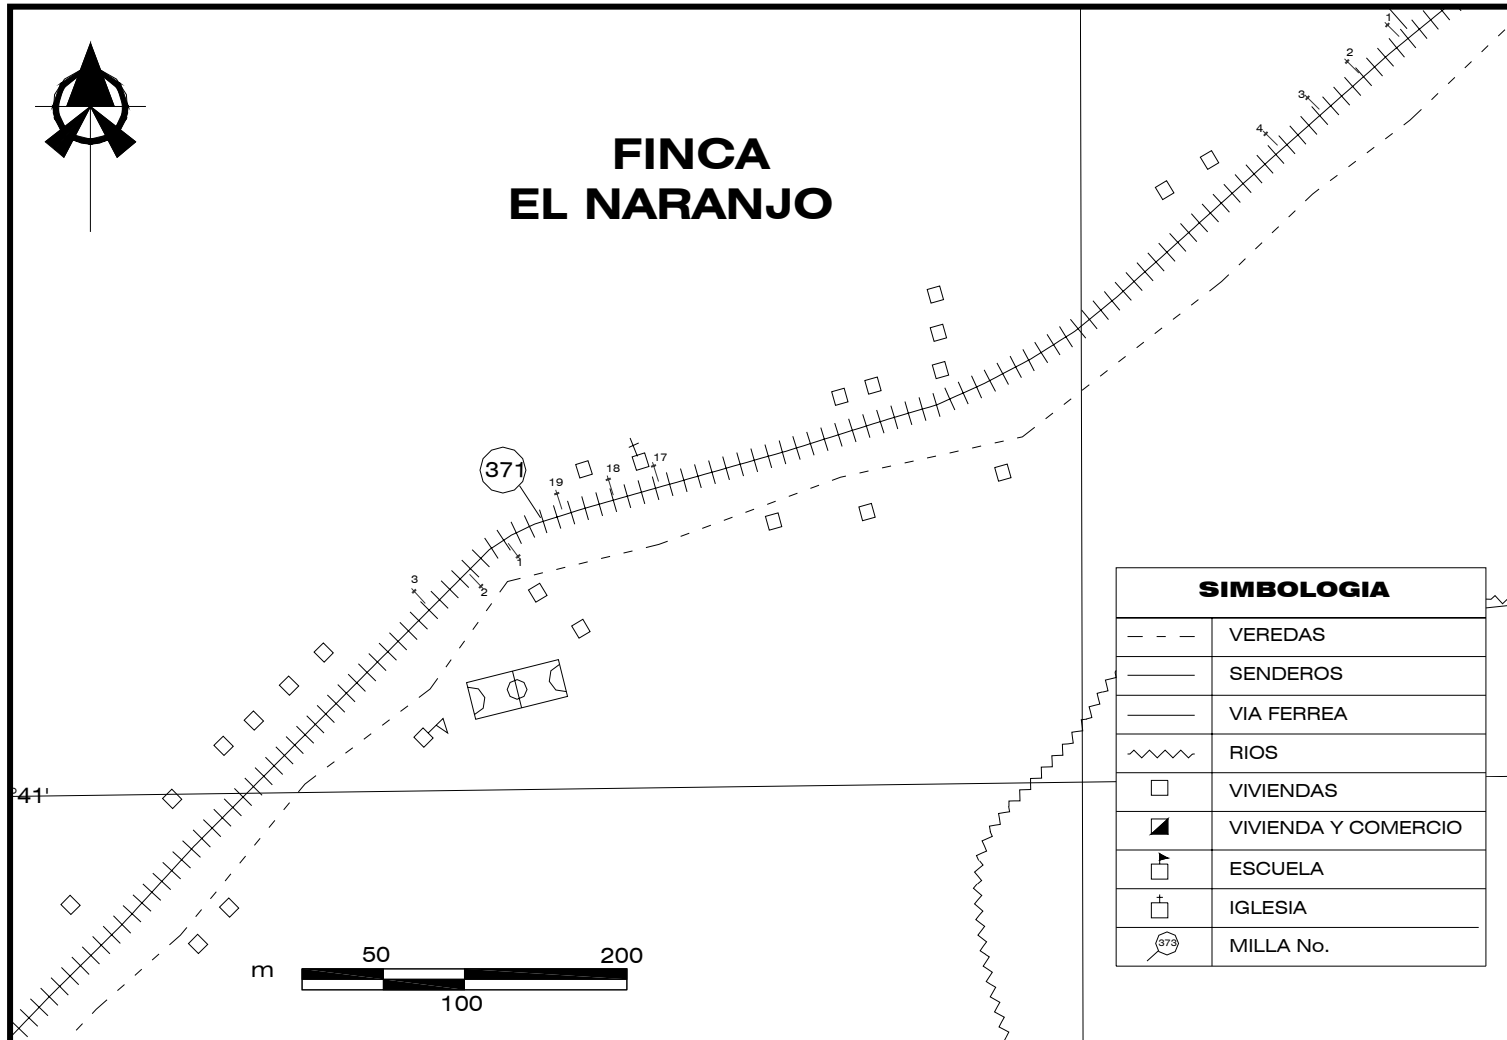 1
2
3
4
FINCA
EL NARANJO
371
19
18
17
1
2
3
°41'
m
50
200
100
SIMBOLOGIA
VEREDAS
SENDEROS
VIA FERREA
RIOS
VIVIENDAS
VIVIENDA Y COMERCIO
ESCUELA
IGLESIA
373
MILLA No.